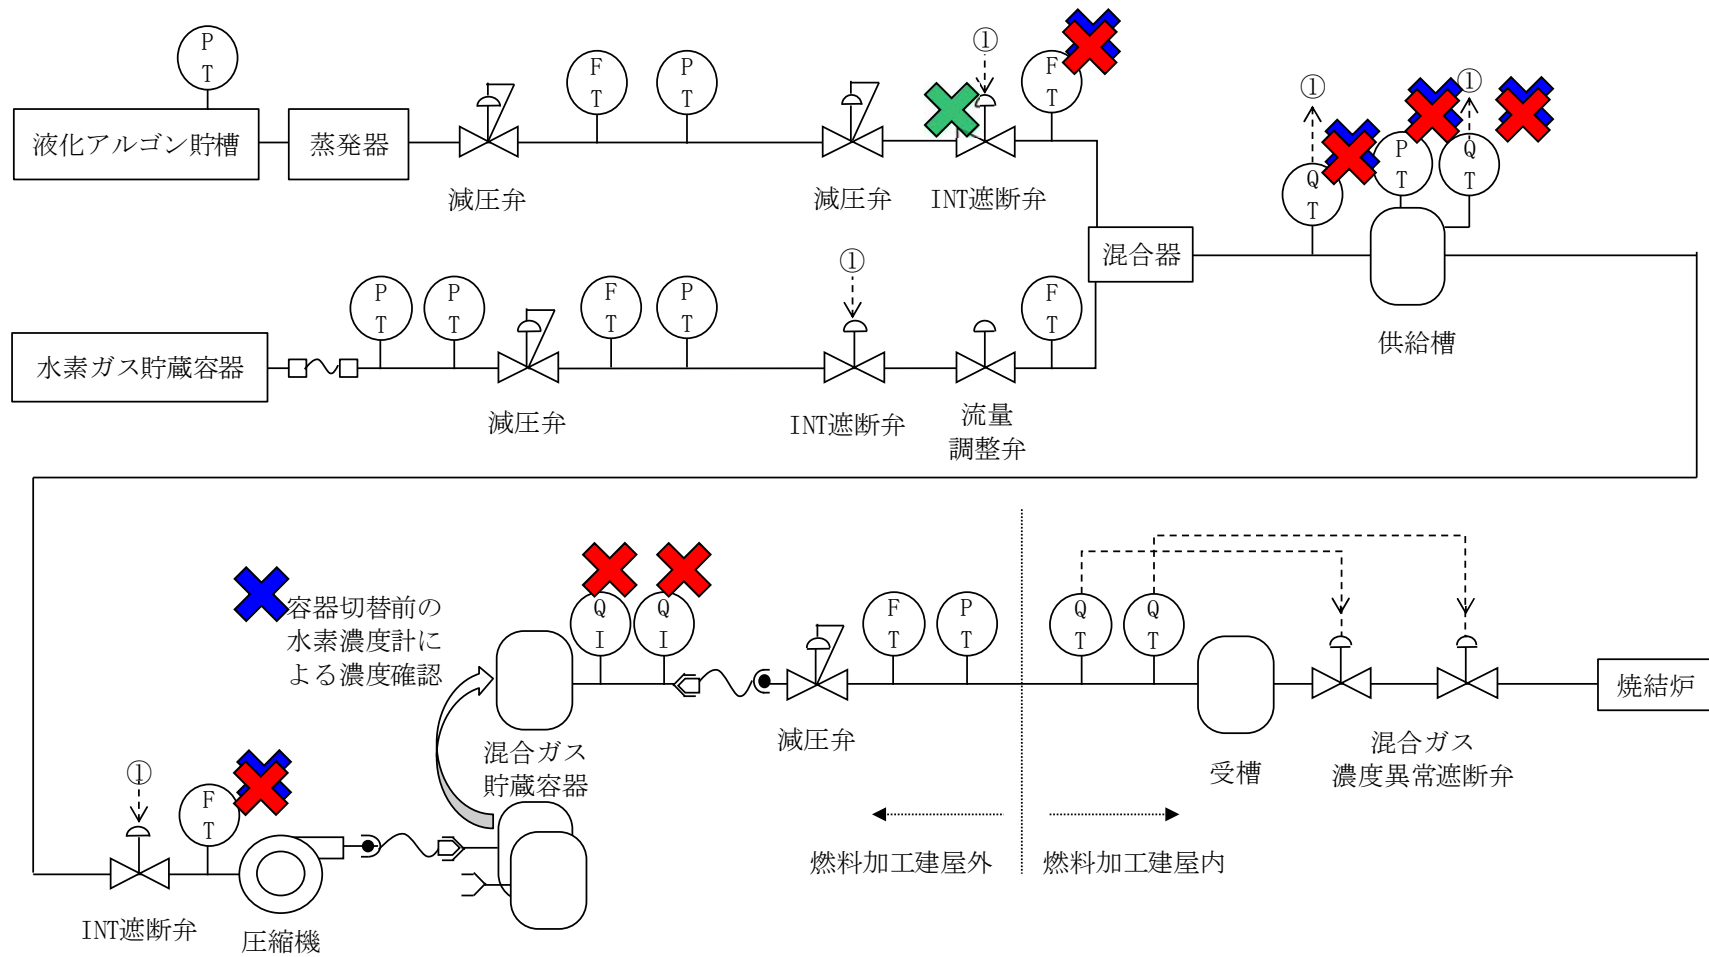 P
T
①
F
T
P
T
F
T
液化アルゴン貯槽
蒸発器
減圧弁
減圧弁
INT遮断弁
①
①
Q
T
P
T
Q
T
混合器
供給槽
P
T
P
T
F
T
P
T
①
F
T
水素ガス貯蔵容器
減圧弁
INT遮断弁
流量
調整弁
容器切替前の
水素濃度計に
よる濃度確認
Q
I
Q
I
F
T
P
T
Q
T
Q
T
混合ガス
貯蔵容器
減圧弁
受槽
混合ガス
濃度異常遮断弁
焼結炉
①
F
T
INT遮断弁
圧縮機
燃料加工建屋外
燃料加工建屋内